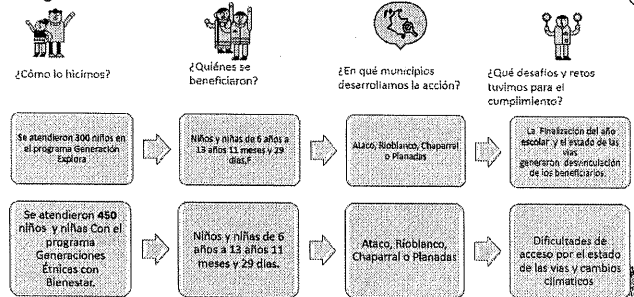 ¿Cómo lo hicimos?
¿Quiénes se
beneficiaron?
¿En qué municipios
desarrollamos la acción?
¿Qué desafíos y retos
tuvimos para el
cumplimiento?
Se atendieron 300 niños en
el programa Generación
Explora
Niños y niñas de 6 años a
13 años 11 meses y 29
días,F
Ataco, Rioblanco, Chaparral
o Planadas
La Finalización del año
escolar y el estado de las
vías
generaron desvinculación
de los beneficiarios.
Se atendieron 450
niños y niñas Con el
programa
Generaciones
Étnicas con
Bienestar.
Niños y niñas de 6
años a 13 años 11
meses y 29 días.
Ataco, Rioblanco,
Chaparral o Planadas
Dificultades de
acceso por el estado
de las vías y cambios
climaticos